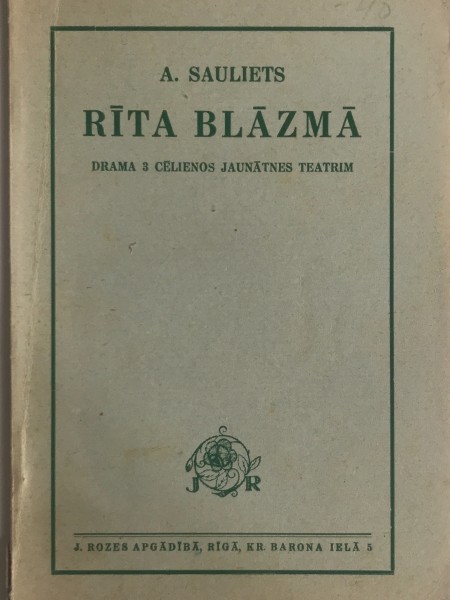 A. SAULIETS
RĪTA BLĀZMĀ
DRAMA 3 CĒLIENOS JAUNĀTNES TEATRIM
J R
J. ROZES APGĀDĪBĀ, RĪGĀ, KR. BARONA IELĀ 5